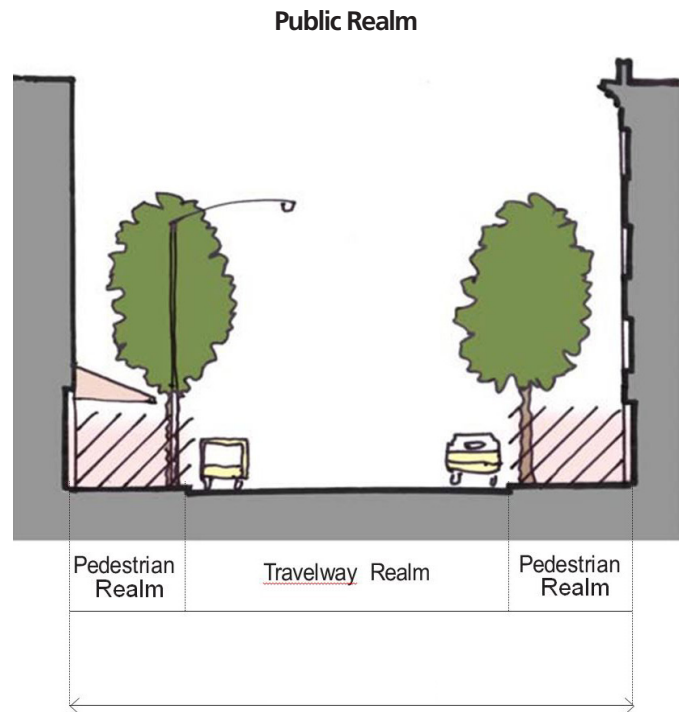 Public Realm
Pedestrian
Realm
Travelway Realm
Pedestrian
Realm